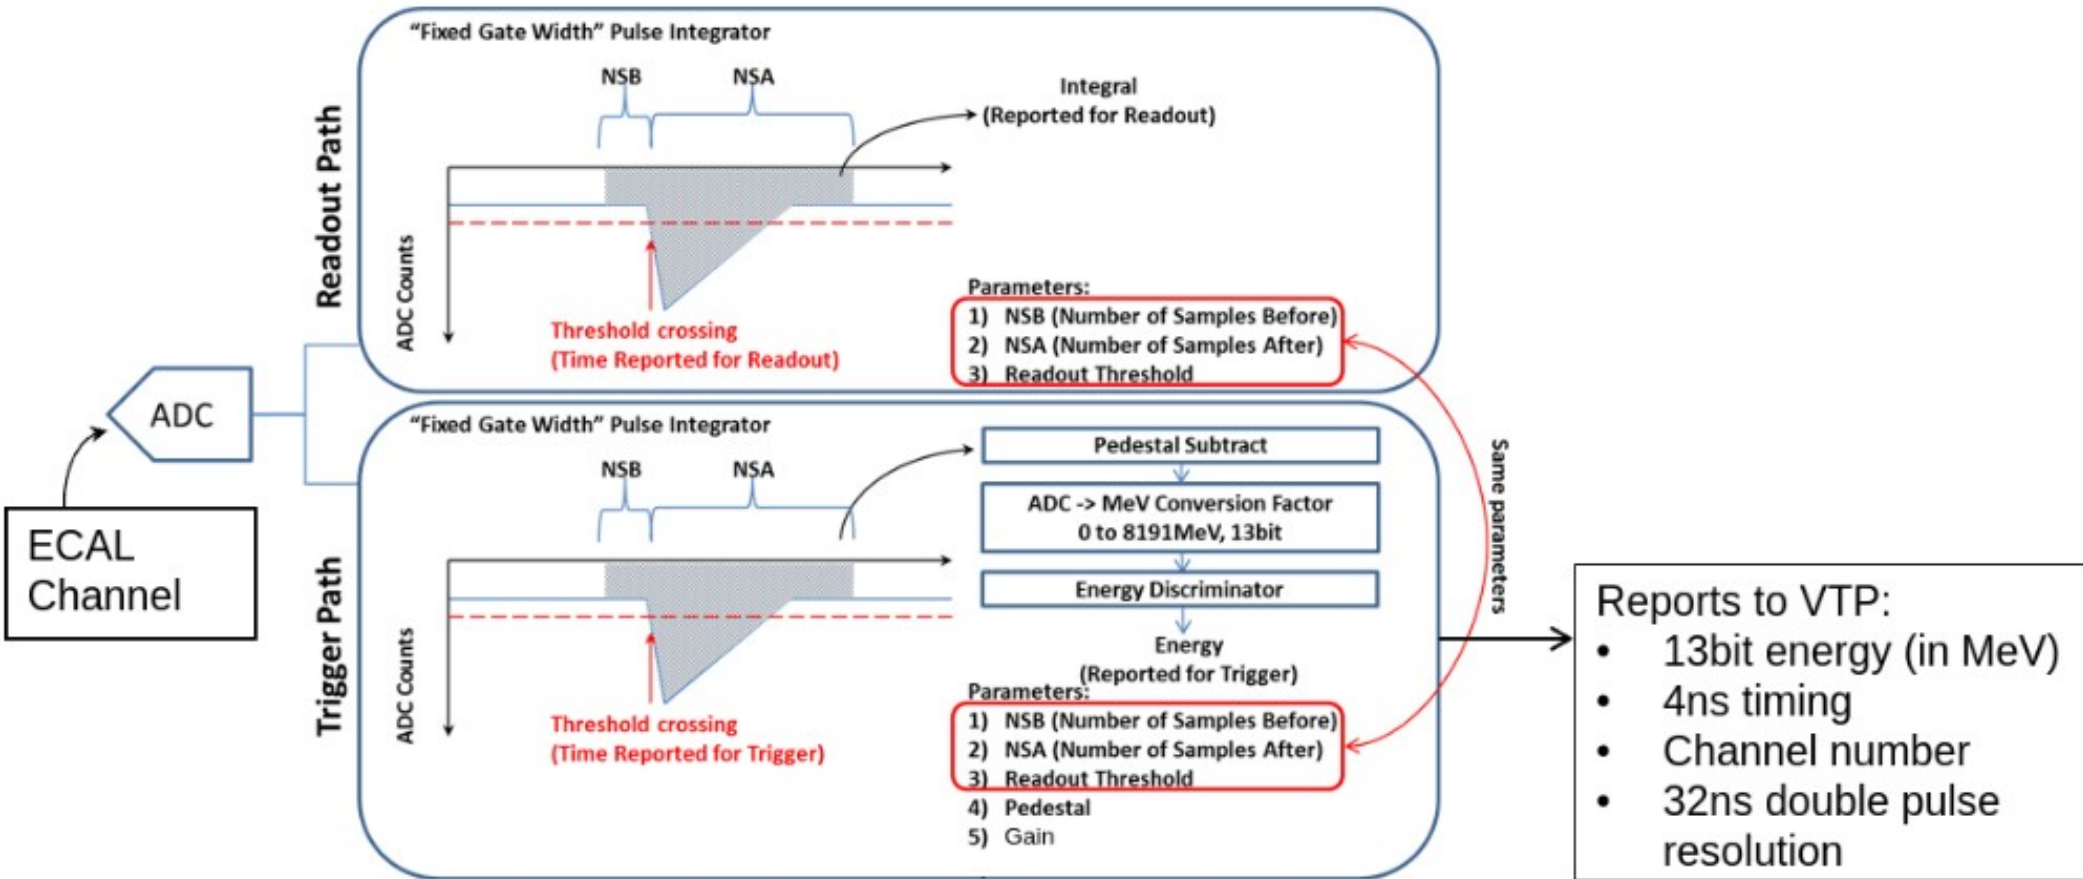 “Fixed Gate Width” Pulse Integrator
NSB
NSA
Integral
(Reported for Readout)
Readout Path
ADC Counts
Threshold crossing
(Time Reported for Readout)
Parameters:
1) NSB (Number of Samples Before)
2) NSA (Number of Samples After)
3) Readout Threshold
ADC
ECAL
Channel
“Fixed Gate Width” Pulse Integrator
NSB
NSA
Trigger Path
ADC Counts
Threshold crossing
(Time Reported for Trigger)
Pedestal Subtract
ADC -> MeV Conversion Factor
0 to 8191MeV, 13bit
Energy Discriminator
Energy
(Reported for Trigger)
Parameters:
1) NSB (Number of Samples Before)
2) NSA (Number of Samples After)
3) Readout Threshold
4) Pedestal
5) Gain
Same parameters
Reports to VTP:
• 13bit energy (in MeV)
• 4ns timing
• Channel number
• 32ns double pulse
resolution